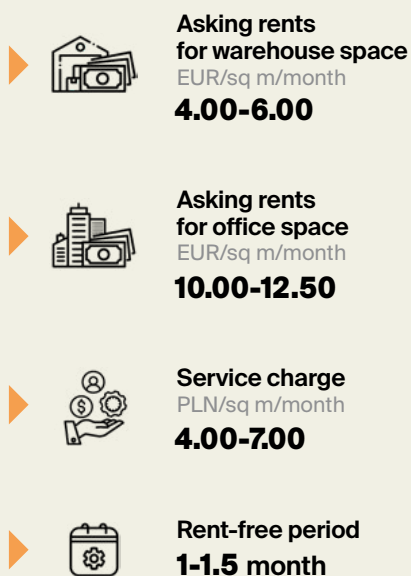 Asking rents
for warehouse space
EUR/sq m/month
4.00-6.00
Asking rents
for office space
EUR/sq m/month
10.00-12.50
Service charge
PLN/sq m/month
4.00-7.00
Rent-free period
1-1.5 month